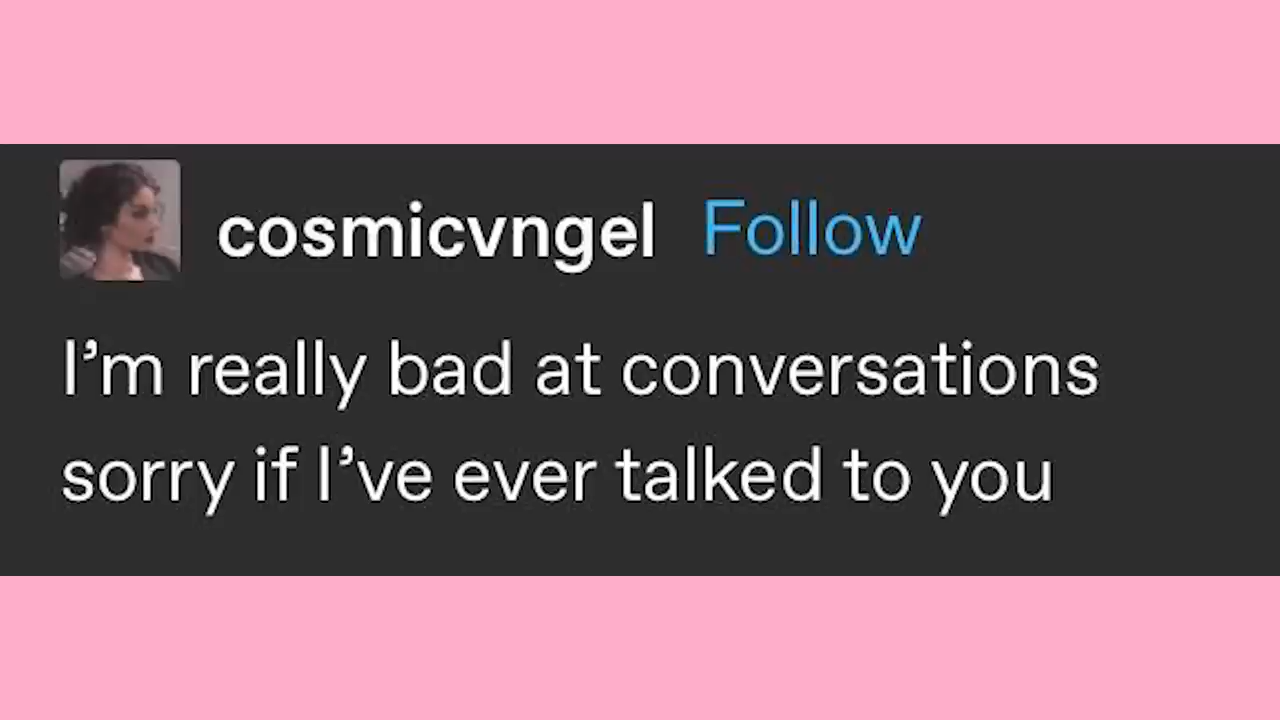 cosmicvngel Follow
I’m really bad at conversations
sorry if I’ve ever talked to you